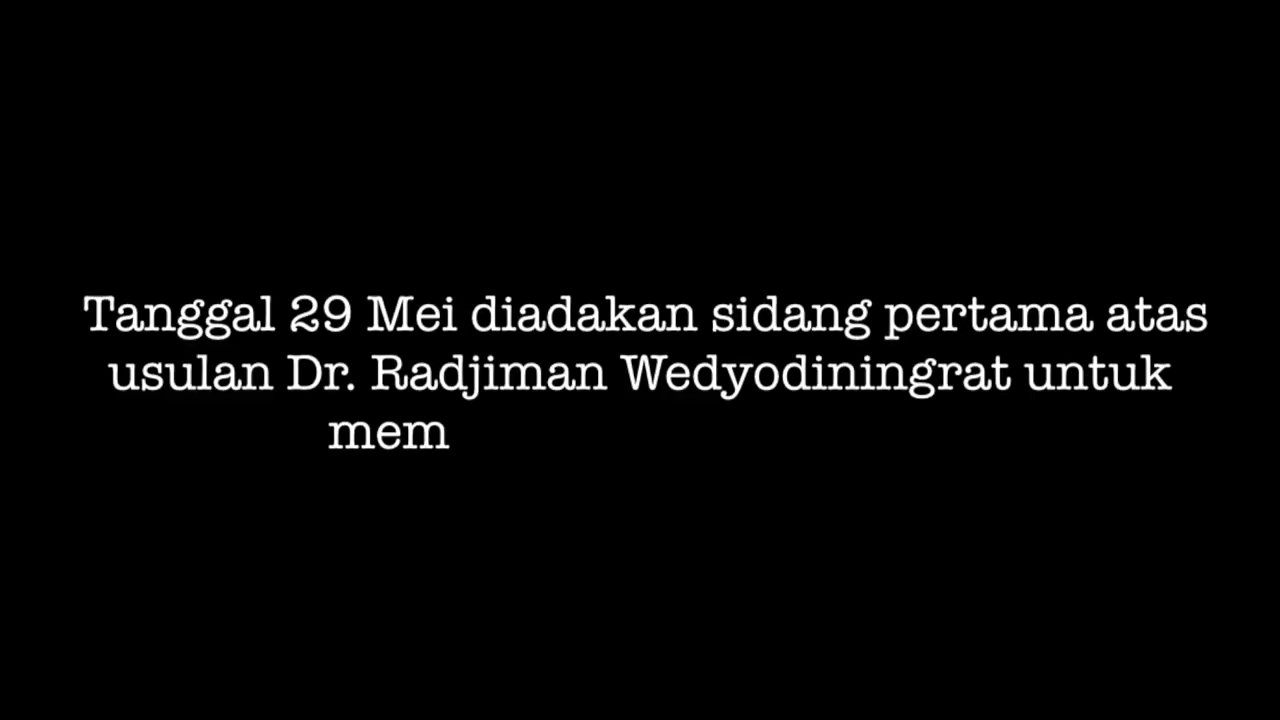 Tanggal 29 Mei diadakan sidang pertama atas
usulan Dr. Radjiman Wedyodiningrat untuk
mem